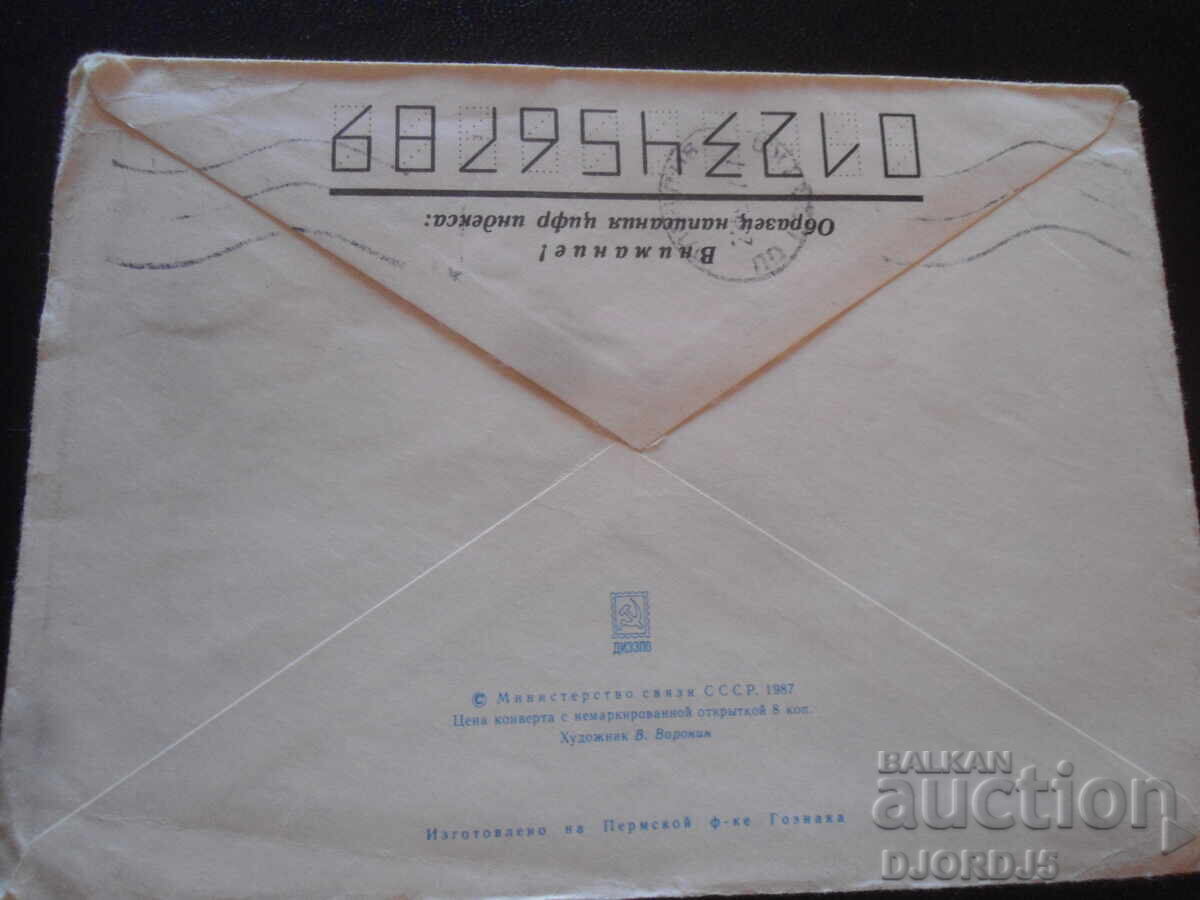 0123456789
Образец написания цифр индекса:
Внимание!
ДИЭЗПО
© Министерство связи СССР, 1987
Цена конверта с немаркированной открыткой 8 коп.
Художник В. Воронин
Изготовлено на Пермской ф-ке Гознака
BALKAN
auction
DJORDJ5